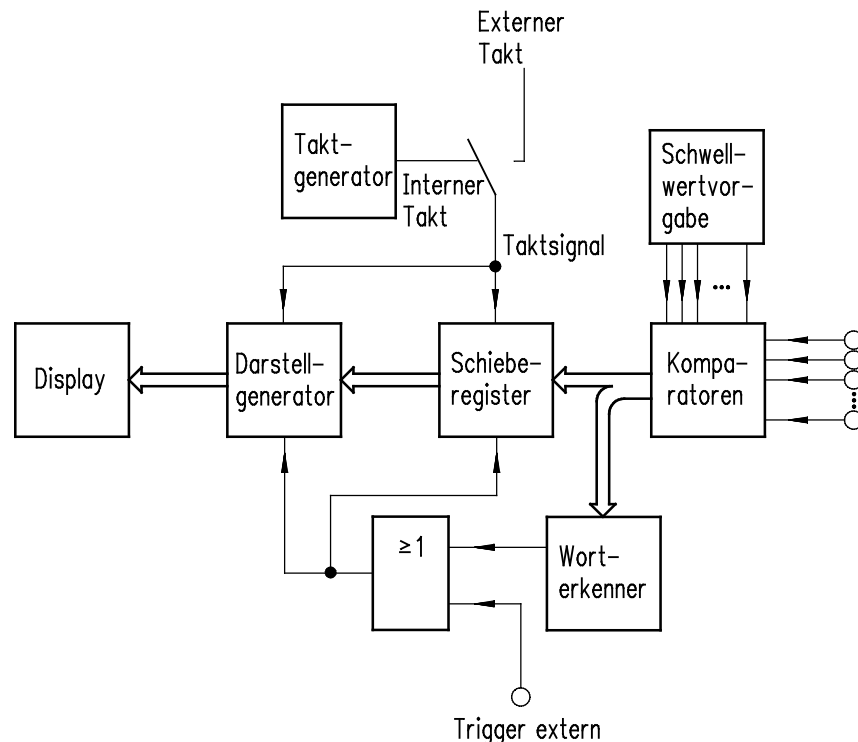 Externer
Takt
Takt-
generator
Interner
Takt
Schwell-
wertvor-
gabe
Taktsignal
Display
Darstell-
generator
Schiebe-
register
Kompa-
ratoren
≥1
Wort-
erkenner
Trigger extern